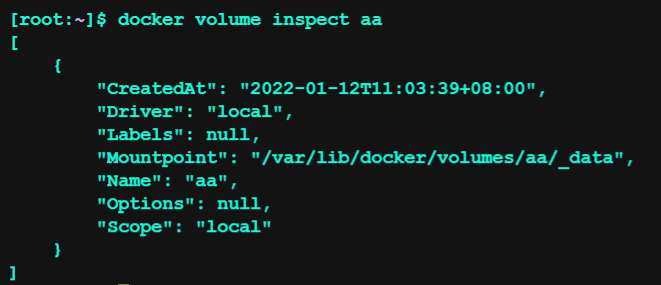 [root:~]$ docker volume inspect aa
[
    {
        "CreatedAt": "2022-01-12T11:03:39+08:00",
        "Driver": "local",
        "Labels": null,
        "Mountpoint": "/var/lib/docker/volumes/aa/_data",
        "Name": "aa",
        "Options": null,
        "Scope": "local"
    }
]